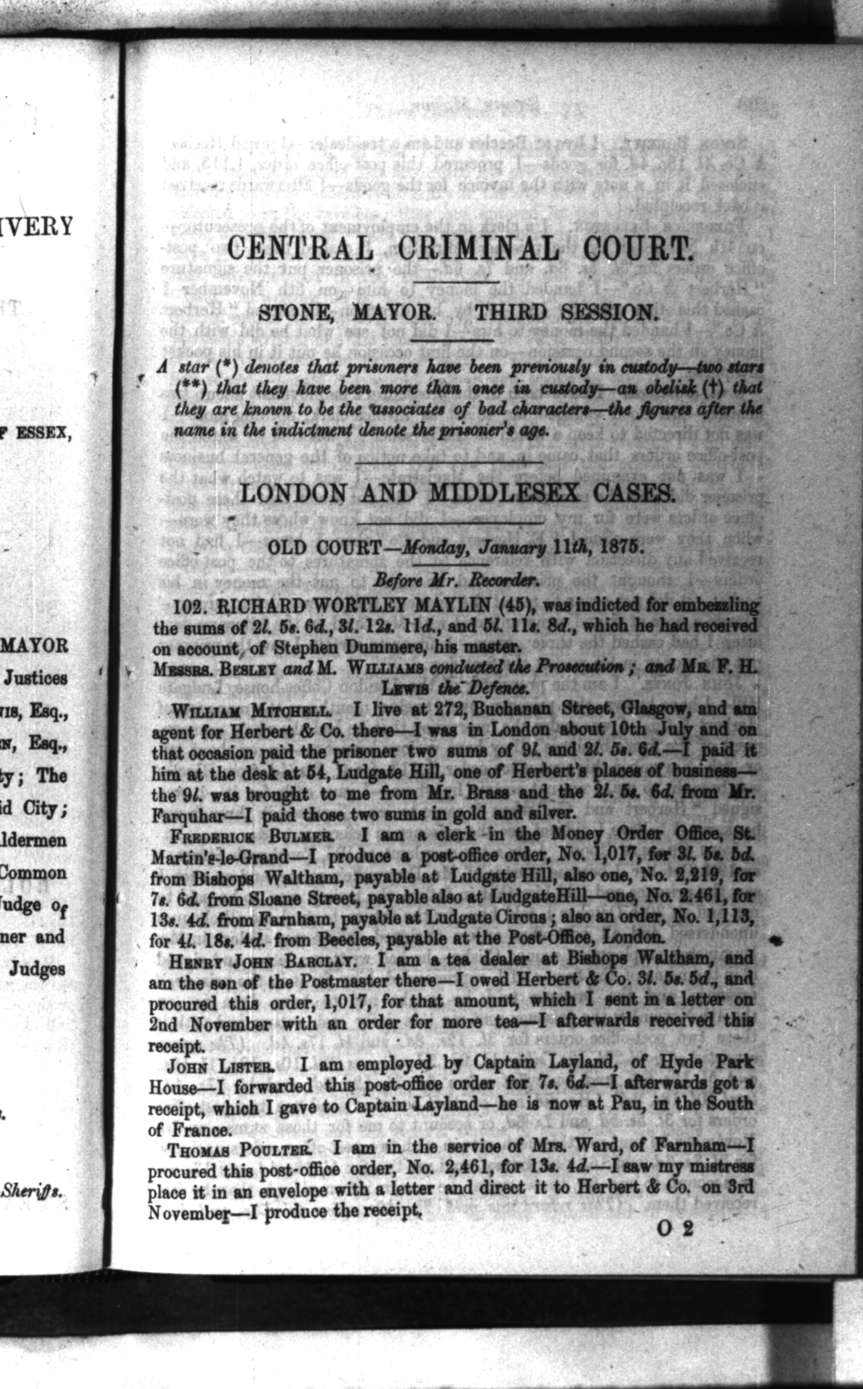 IVERY
F ESSEX,
MAYOR
Justices
VIS, Esq.,
N, Esq.,
ty; The
id City;
ldermen
Common
udge of
ner and
Judges
Sheriffs.
CENTRAL CRIMINAL COURT.
STONE, MAYOR. THIRD SESSION.
A star (*) denotes that prisoners have been previously in custody—two stars
(**) that they have been more than once in custody—an obelisk (†) that
they are known to be the associates of bad characters—the figures after the
name in the indictment denote the prisoner's age.
LONDON AND MIDDLESEX CASES.
OLD COURT—Monday, January 11th, 1875.
Before Mr. Recorder.
102. RICHARD WORTLEY MAYLIN (45), was indicted for embezzling
the sums of 2l. 5s. 6d., 3l. 12s. 11d., and 5l. 11s. 8d., which he had received
on account, of Stephen Dummere, his master.
MESSRS. BESLEY and M. WILLIAMS conducted the Prosecution; and MR. F. H.
LEWIS the Defence.
WILLIAM MITCHELL. I live at 272, Buchanan Street, Glasgow, and am
agent for Herbert & Co. there—I was in London about 10th July and on
that occasion paid the prisoner two sums of 9l. and 2l. 5s. 6d.—I paid it
him at the desk at 54, Ludgate Hill, one of Herbert's places of business—
the 9l. was brought to me from Mr. Brass and the 2l. 5s. 6d. from Mr.
Farquhar—I paid those two sums in gold and silver.
FREDERICK BULMER. I am a clerk in the Money Order Office, St.
Martin's-le-Grand—I produce a post-office order, No. 1,017, for 3l. 5s. 5d.
from Bishops Waltham, payable at Ludgate Hill, also one, No. 2,219, for
7s. 6d. from Sloane Street, payable also at LudgateHill—one, No. 2.461, for
13s. 4d. from Farnham, payable at Ludgate Circus; also an order, No. 1,113,
for 4l. 18s. 4d. from Beecles, payable at the Post-Office, London.
HENRY JOHN BARCLAY. I am a tea dealer at Bishops Waltham, and
am the son of the Postmaster there—I owed Herbert & Co. 3l. 5s. 5d., and
procured this order, 1,017, for that amount, which I sent in a letter on
2nd November with an order for more tea—I afterwards received this
receipt.
JOHN LISTER. I am employed by Captain Layland, of Hyde Park
House—I forwarded this post-office order for 7s. 6d.—I afterwards got a
receipt, which I gave to Captain Layland—he is now at Pau, in the South
of France.
THOMAS POULTER. I am in the service of Mrs. Ward, of Farnham—I
procured this post-office order, No. 2,461, for 13s. 4d.—I saw my mistress
place it in an envelope with a letter and direct it to Herbert & Co. on 3rd
November—I produce the receipt.
O 2